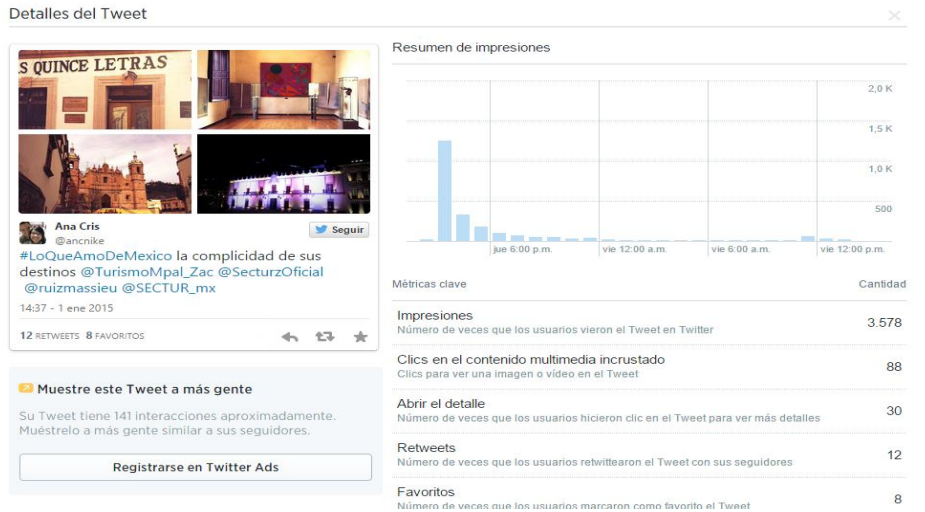 Detalles del Tweet
S QUINCE LETRAS
Ana Cris
@ancnike
Seguir
#LoQueAmoDeMexico la complicidad de sus
destinos @TurismoMpal_Zac @SecturzOficial
@ruizmassieu @SECTUR_mx
14:37 - 1 ene 2015
12 RETWEETS 8 FAVORITOS
Muestre este Tweet a más gente
Su Tweet tiene 141 interacciones aproximadamente.
Muéstrelo a más gente similar a sus seguidores.
Registrarse en Twitter Ads
Resumen de impresiones
2,0 K
1,5 K
1,0 K
500
jue 6:00 p.m.
vie 12:00 a.m.
vie 6:00 a.m.
vie 12:00 p.m.
Métricas clave
Cantidad
Impresiones
3.578
Número de veces que los usuarios vieron el Tweet en Twitter
Clics en el contenido multimedia incrustado
88
Clics para ver una imagen o vídeo en el Tweet
Abrir el detalle
30
Número de veces que los usuarios hicieron clic en el Tweet para ver más detalles
Retweets
12
Número de veces que los usuarios retwittearon el Tweet con sus seguidores
Favoritos
8
Número de veces que los usuarios marcaron como favorito el Tweet